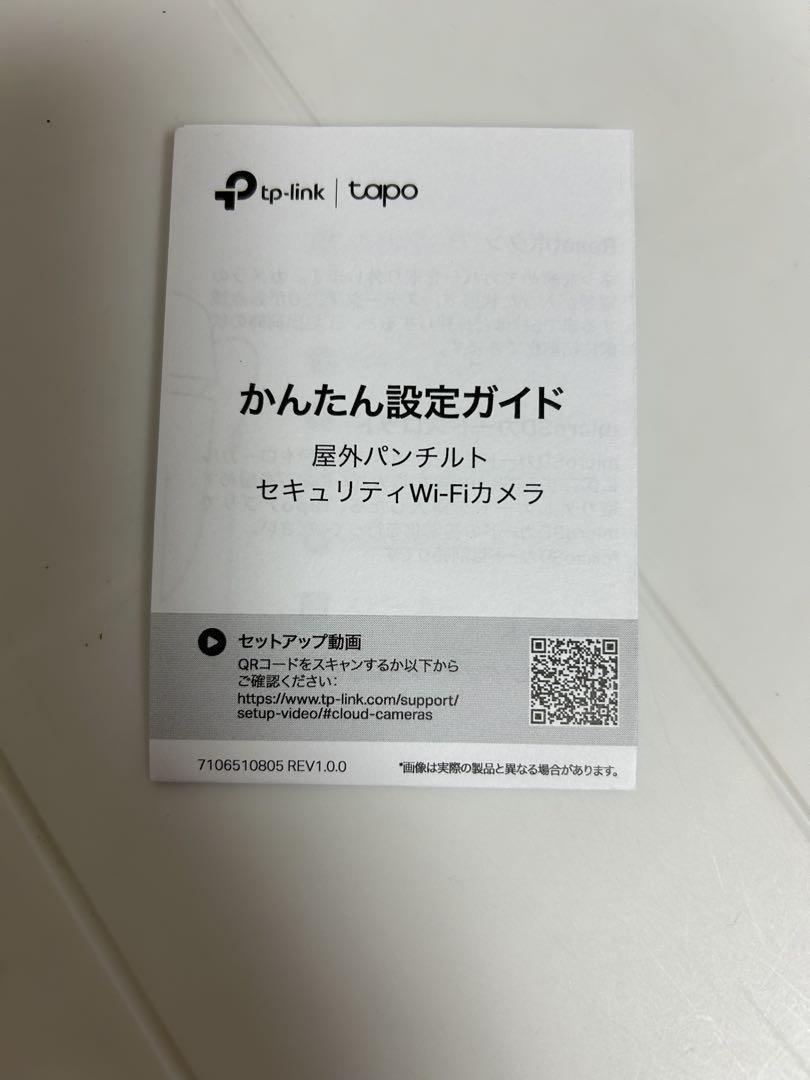 tp-link | tapo
かんたん設定ガイド
屋外パンチルト
セキュリティWi-Fiカメラ
セットアップ動画
QRコードをスキャンするか以下から
ご確認ください:
https://www.tp-link.com/support/
setup-video/#cloud-cameras
7106510805 REV1.0.0
*画像は実際の製品と異なる場合があります。